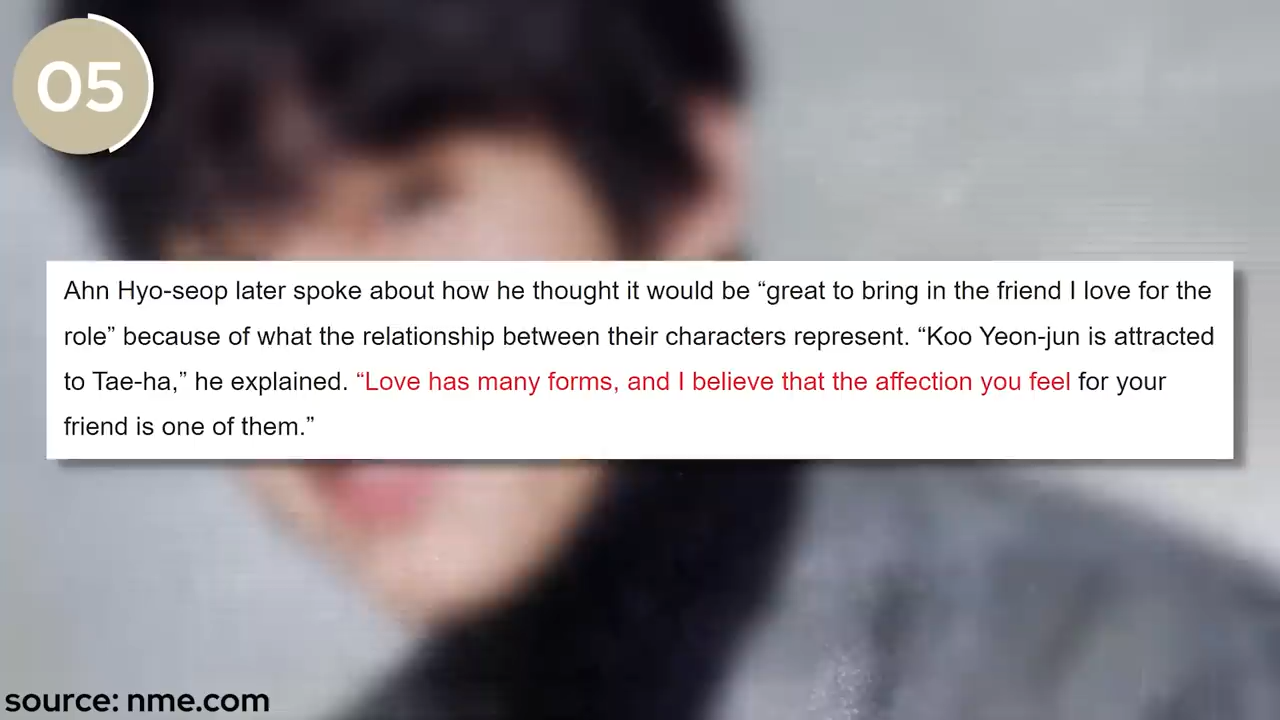 05
Ahn Hyo-seop later spoke about how he thought it would be “great to bring in the friend I love for the
role” because of what the relationship between their characters represent. “Koo Yeon-jun is attracted
to Tae-ha,” he explained. “Love has many forms, and I believe that the affection you feel for your
friend is one of them.”
source: nme.com